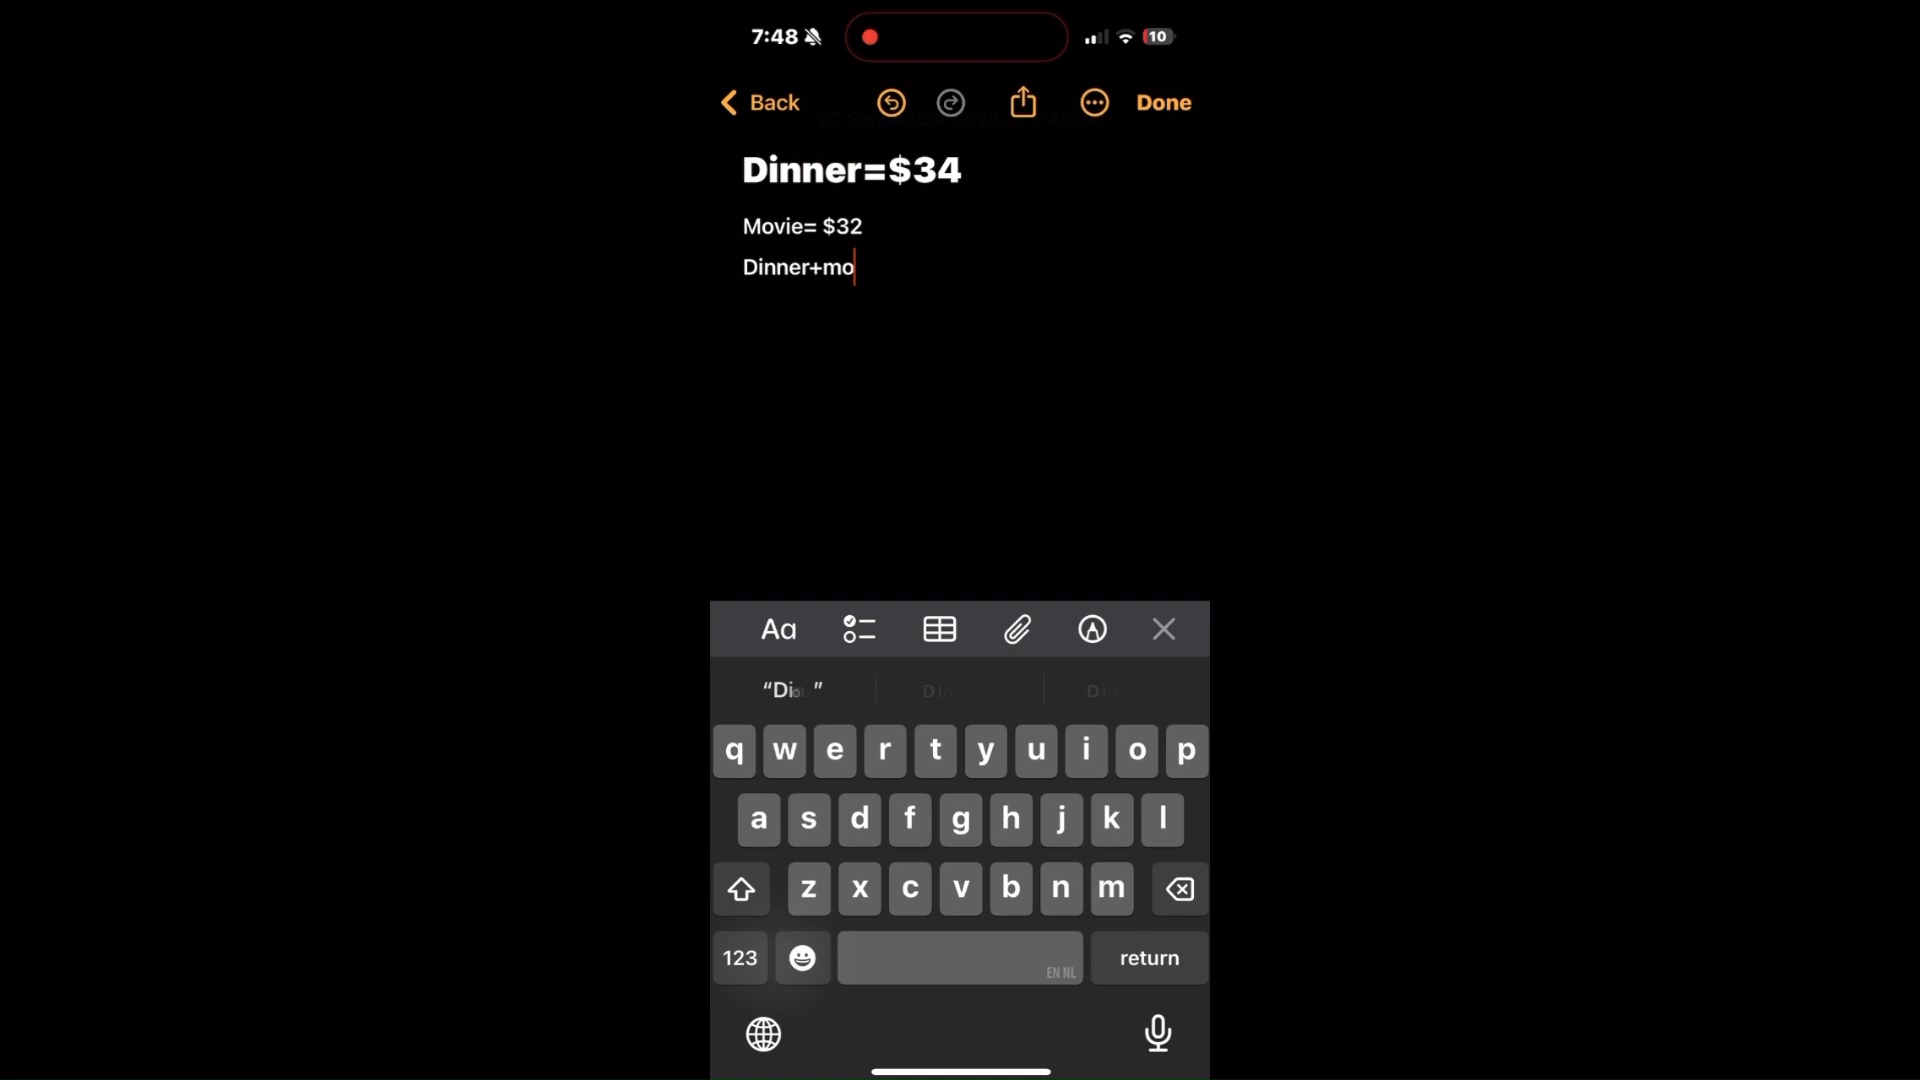 7:48 10
Back Done
Dinner=$34
Movie= $32
Dinner+mo
Aa
q w e r t y u i o p
a s d f g h j k l
z x c v b n m
123 EN NL return